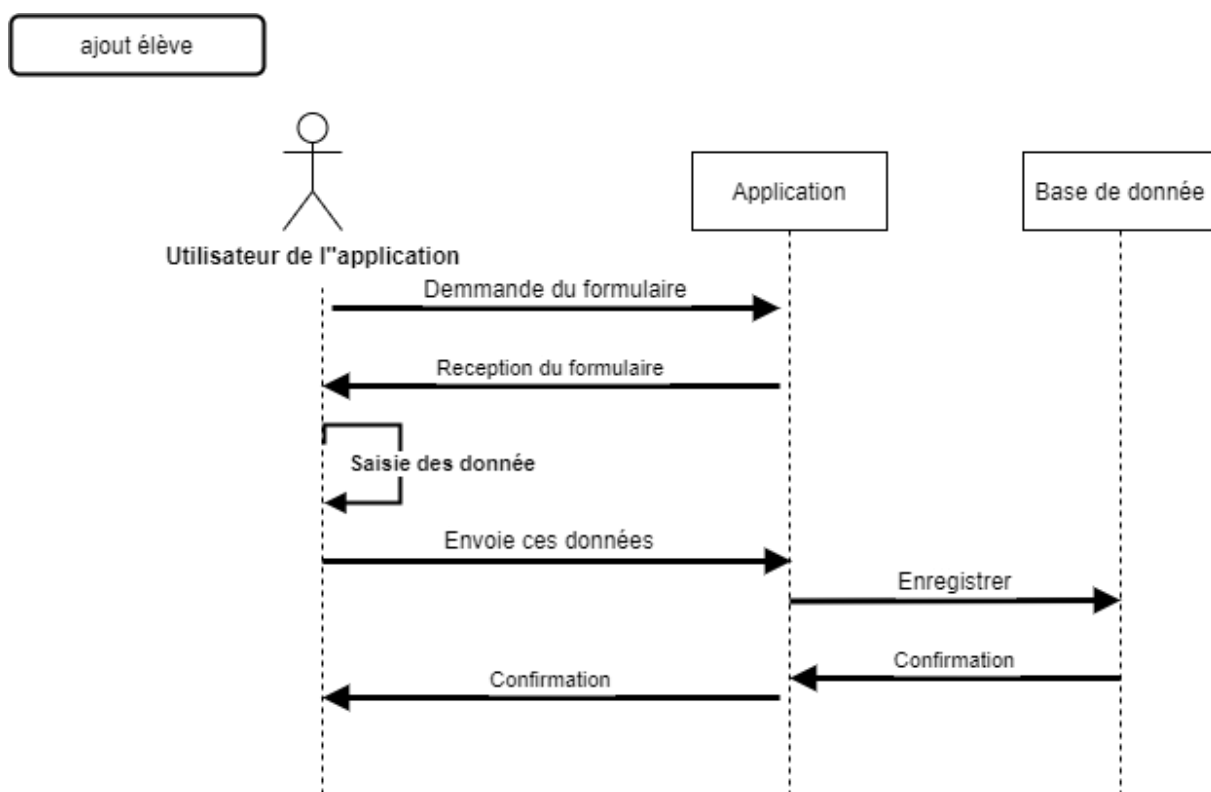 ajout élève
Application
Base de donnée
Utilisateur de l"application
Demmande du formulaire
Reception du formulaire
Saisie des donnée
Envoie ces données
Enregistrer
Confirmation
Confirmation